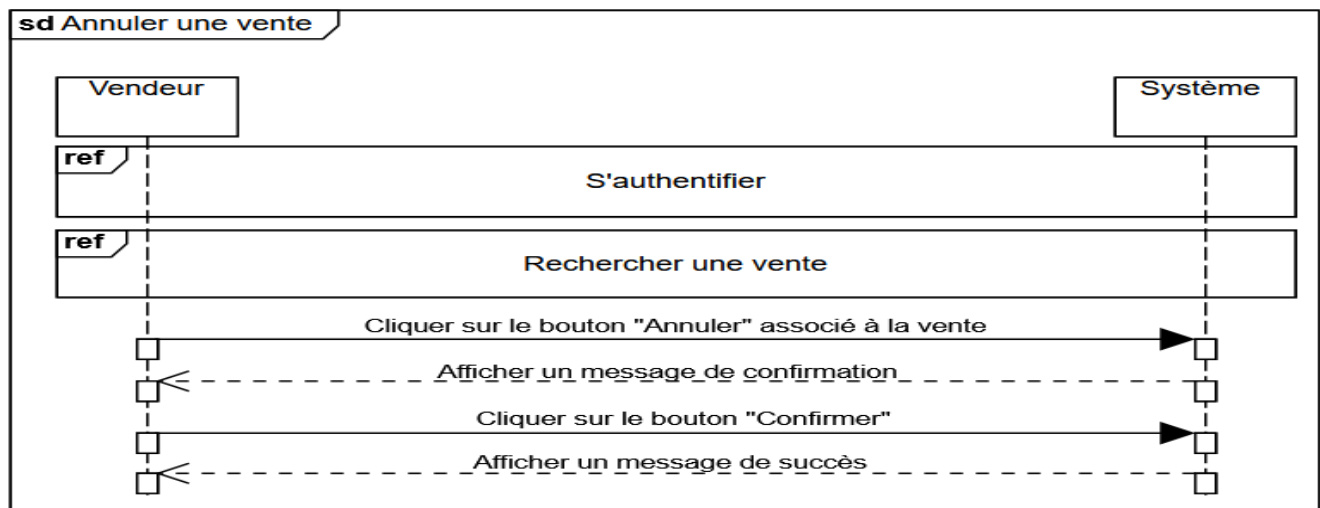 sd Annuler une vente
Vendeur
Système
ref
S'authentifier
ref
Rechercher une vente
Cliquer sur le bouton "Annuler" associé à la vente
Afficher un message de confirmation
Cliquer sur le bouton "Confirmer"
Afficher un message de succès